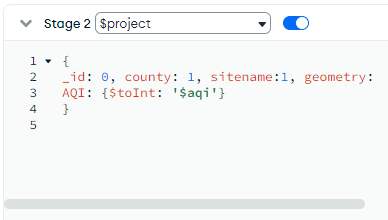 Stage 2 $project
1 {
2 _id: 0, county: 1, sitename:1, geometry:
3 AQI: {$toInt: '$aqi'}
4 }
5